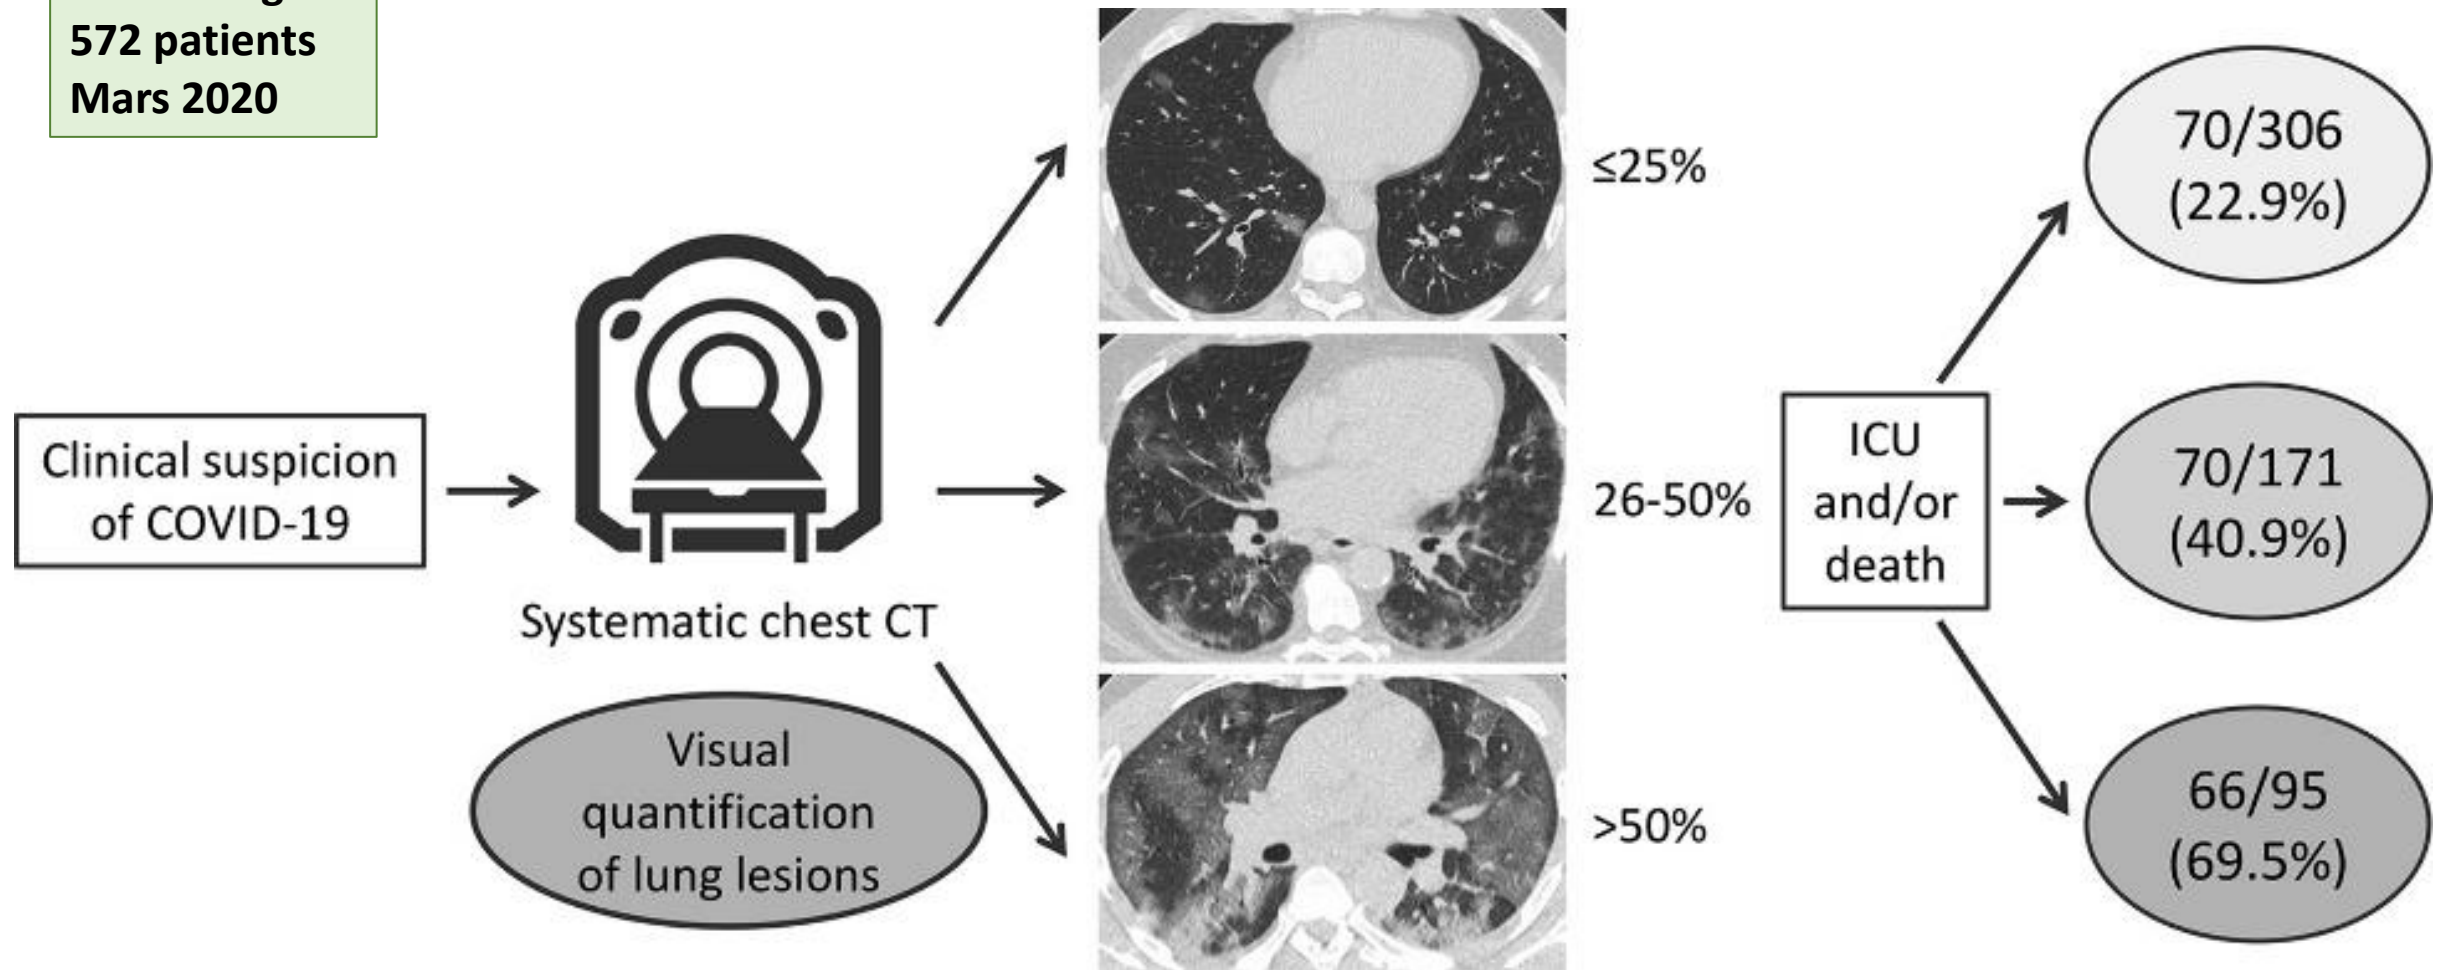 572 patients
Mars 2020
Clinical suspicion
of COVID-19
Systematic chest CT
Visual
quantification
of lung lesions
≤25%
26-50%
>50%
ICU
and/or
death
70/306
(22.9%)
70/171
(40.9%)
66/95
(69.5%)